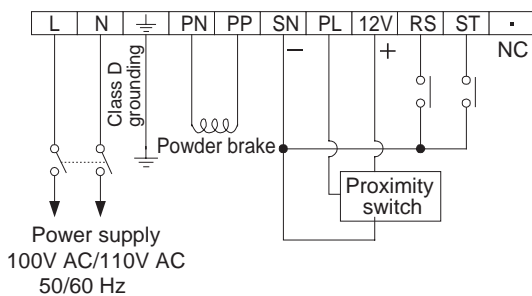 L N ⏚ PN PP SN PL 12V RS ST ·
− + NC
Class D
grounding
Powder brake
Proximity
switch
Power supply
100V AC/110V AC
50/60 Hz